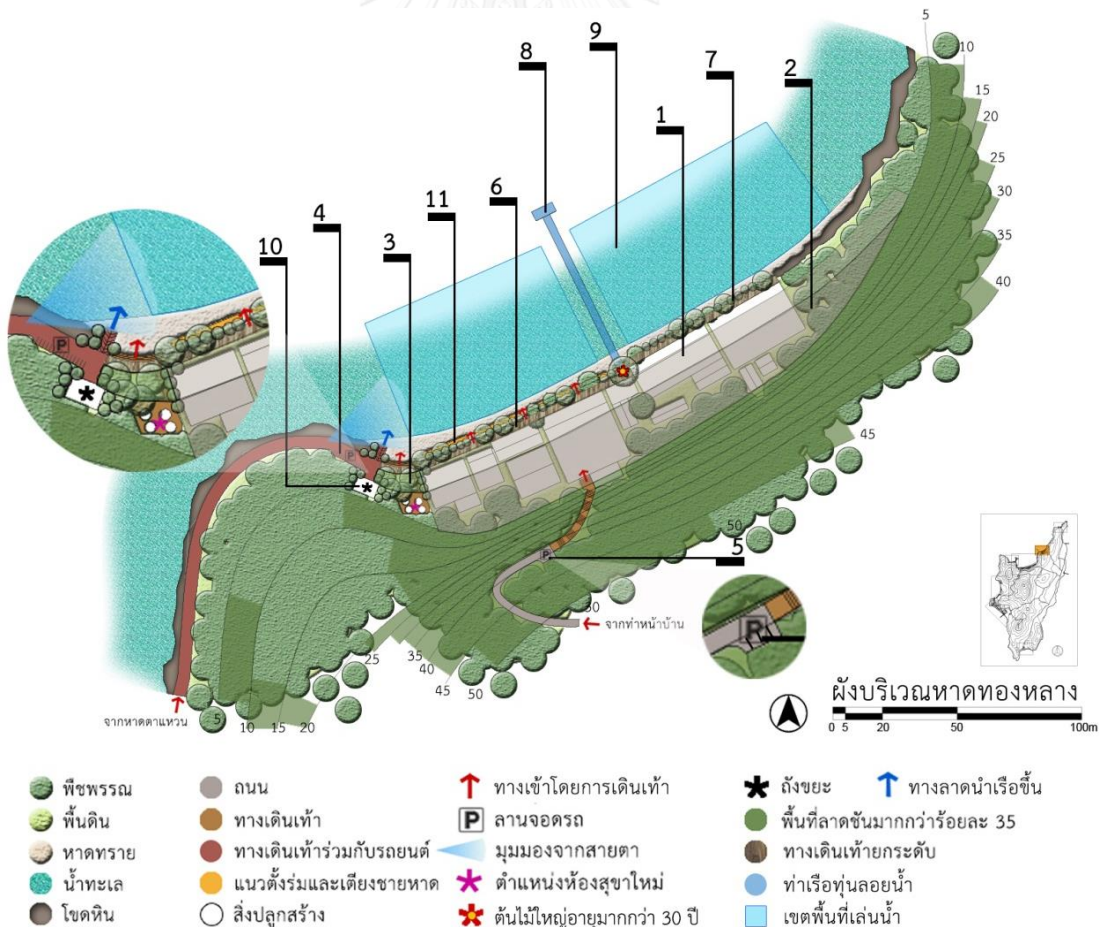 5
10
15
20
25
30
35
40
45
50
5
8
9
7
2
1
6
11
4
3
10
P
P
P
P
30
จากท่าหน้าบ้าน
25
35
40
45
50
จากหาดตาแหวน
5
10
15
20
ผังบริเวณหาดทองหลาง
0 5 20 50 100m
พืชพรรณ
พื้นดิน
หาดทราย
น้ำทะเล
โขดหิน
ถนน
ทางเดินเท้า
ทางเดินเท้าร่วมกับรถยนต์
แนวตั้งร่มและเตียงชายหาด
สิ่งปลูกสร้าง
ทางเข้าโดยการเดินเท้า
P ลานจอดรถ
มุมมองจากสายตา
ตำแหน่งห้องสุขาใหม่
ต้นไม้ใหญ่อายุมากกว่า 30 ปี
ถังขยะ
ทางลาดนำเรือขึ้น
พื้นที่ลาดชันมากกว่าร้อยละ 35
ทางเดินเท้ายกระดับ
ท่าเรือทุ่นลอยน้ำ
เขตพื้นที่เล่นน้ำ